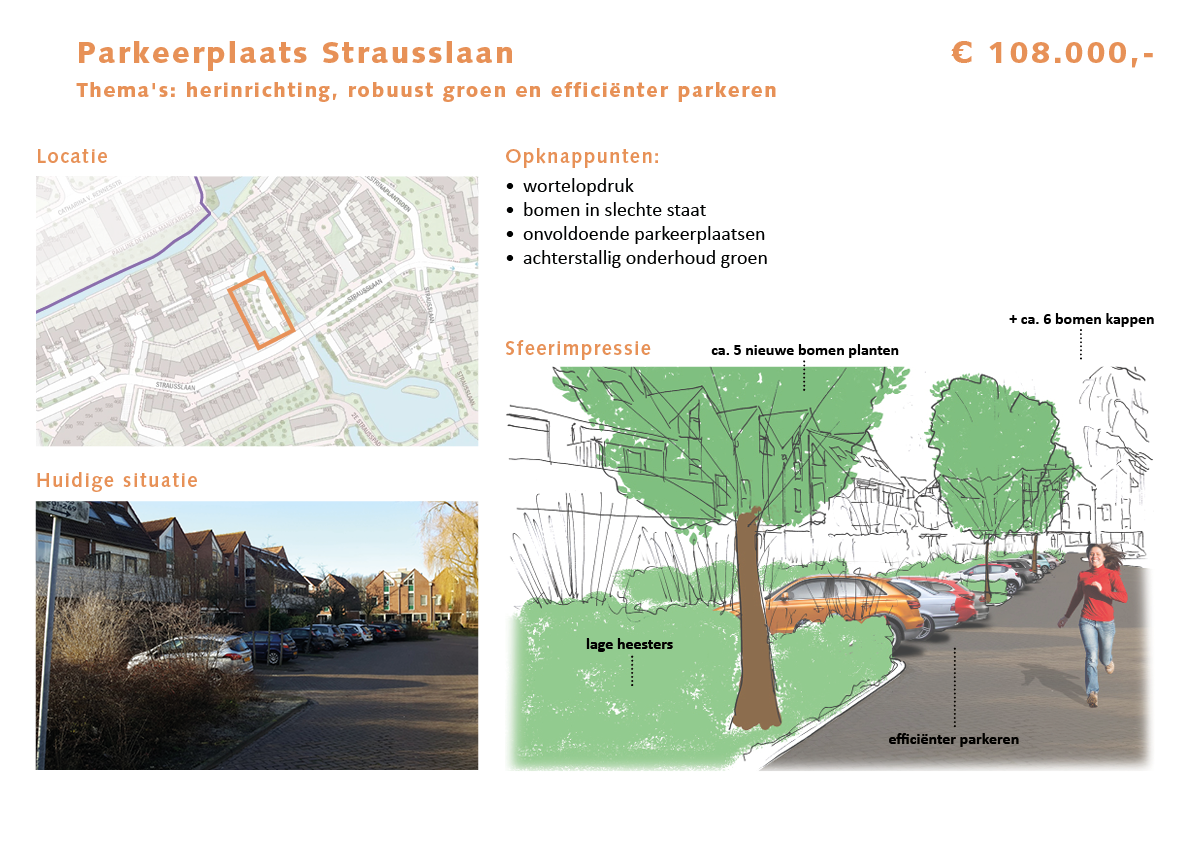 Parkeerplaats Strausslaan
€ 108.000,-
Thema's: herinrichting, robuust groen en efficiënter parkeren
Locatie
STRAUSSLAAN
STRAUSSLAAN
Huidige situatie
Opknappunten:
• wortelopdruk
• bomen in slechte staat
• onvoldoende parkeerplaatsen
• achterstallig onderhoud groen
Sfeerimpressie
ca. 5 nieuwe bomen planten
+ ca. 6 bomen kappen
lage heesters
efficiënter parkeren